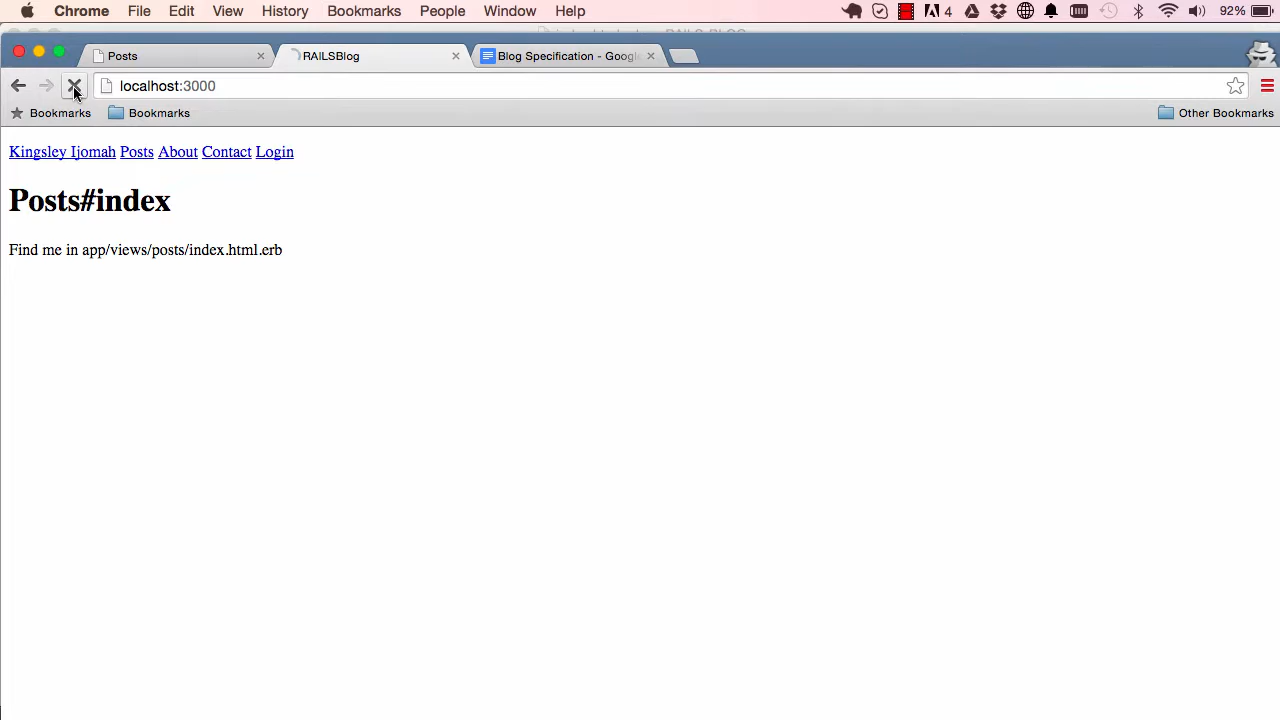 Chrome File Edit View History Bookmarks People Window Help 4 92%
Posts RAILSBlog Blog Specification - Googl
localhost:3000
Bookmarks Bookmarks Other Bookmarks
Kingsley Ijomah Posts About Contact Login
Posts#index
Find me in app/views/posts/index.html.erb